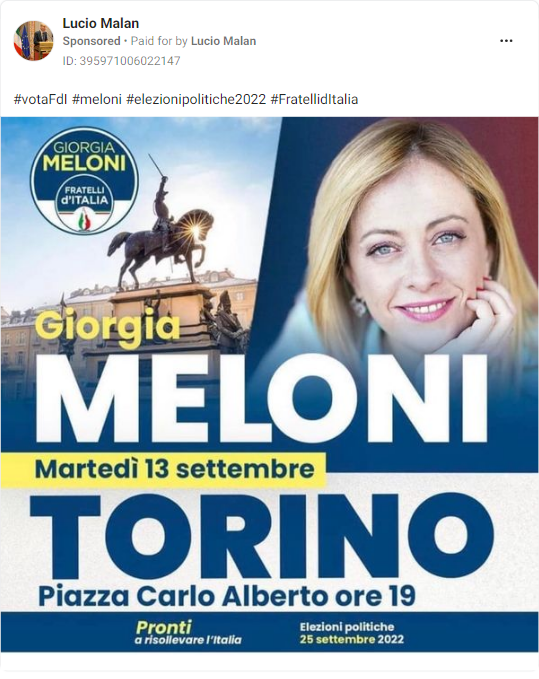 Lucio Malan
Sponsored • Paid for by Lucio Malan
ID: 395971006022147
#votaFdI #meloni #elezionipolitiche2022 #FratellidItalia
GIORGIA
MELONI
FRATELLI
d'ITALIA
Giorgia
MELONI
Martedì 13 settembre
TORINO
Piazza Carlo Alberto ore 19
Pronti
a risollevare l'Italia
Elezioni politiche
25 settembre 2022